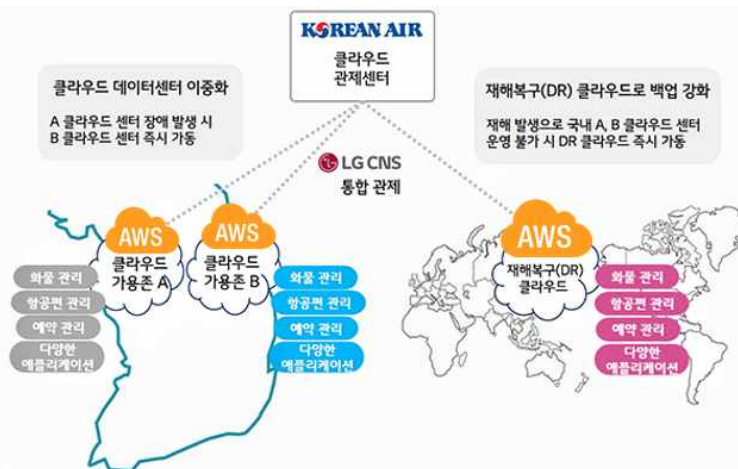 KOREAN AIR
클라우드
관제센터
클라우드 데이터센터 이중화
A 클라우드 센터 장애 발생 시
B 클라우드 센터 즉시 가동
재해복구(DR) 클라우드로 백업 강화
재해 발생으로 국내 A, B 클라우드 센터
운영 불가 시 DR 클라우드 즉시 가동
LG CNS
통합 관제
AWS
클라우드
가용존 A
AWS
클라우드
가용존 B
AWS
재해복구(DR)
클라우드
화물 관리
항공편 관리
예약 관리
다양한
애플리케이션
화물 관리
항공편 관리
예약 관리
다양한
애플리케이션
화물 관리
항공편 관리
예약 관리
다양한
애플리케이션